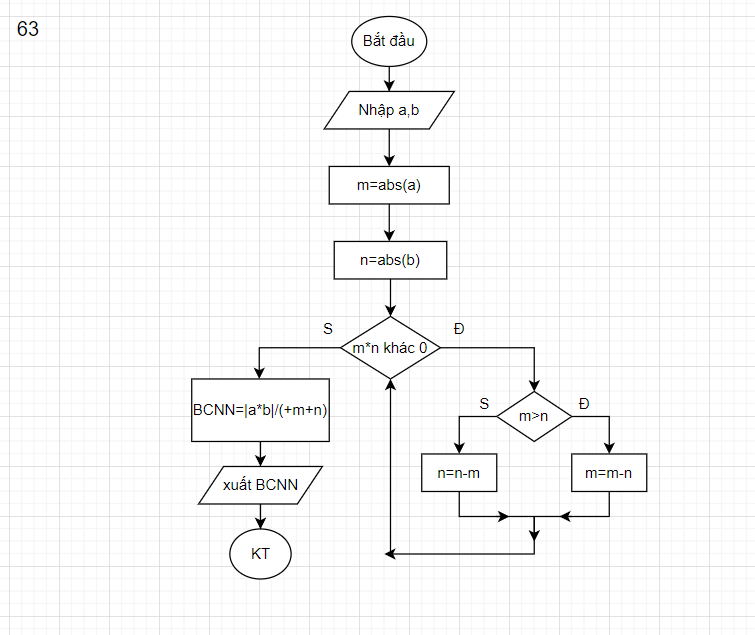 63
Bắt đầu
Nhập a,b
m=abs(a)
n=abs(b)
S
Đ
m*n khác 0
BCNN=|a*b|/(+m+n)
S
Đ
m>n
xuất BCNN
n=n-m
m=m-n
KT